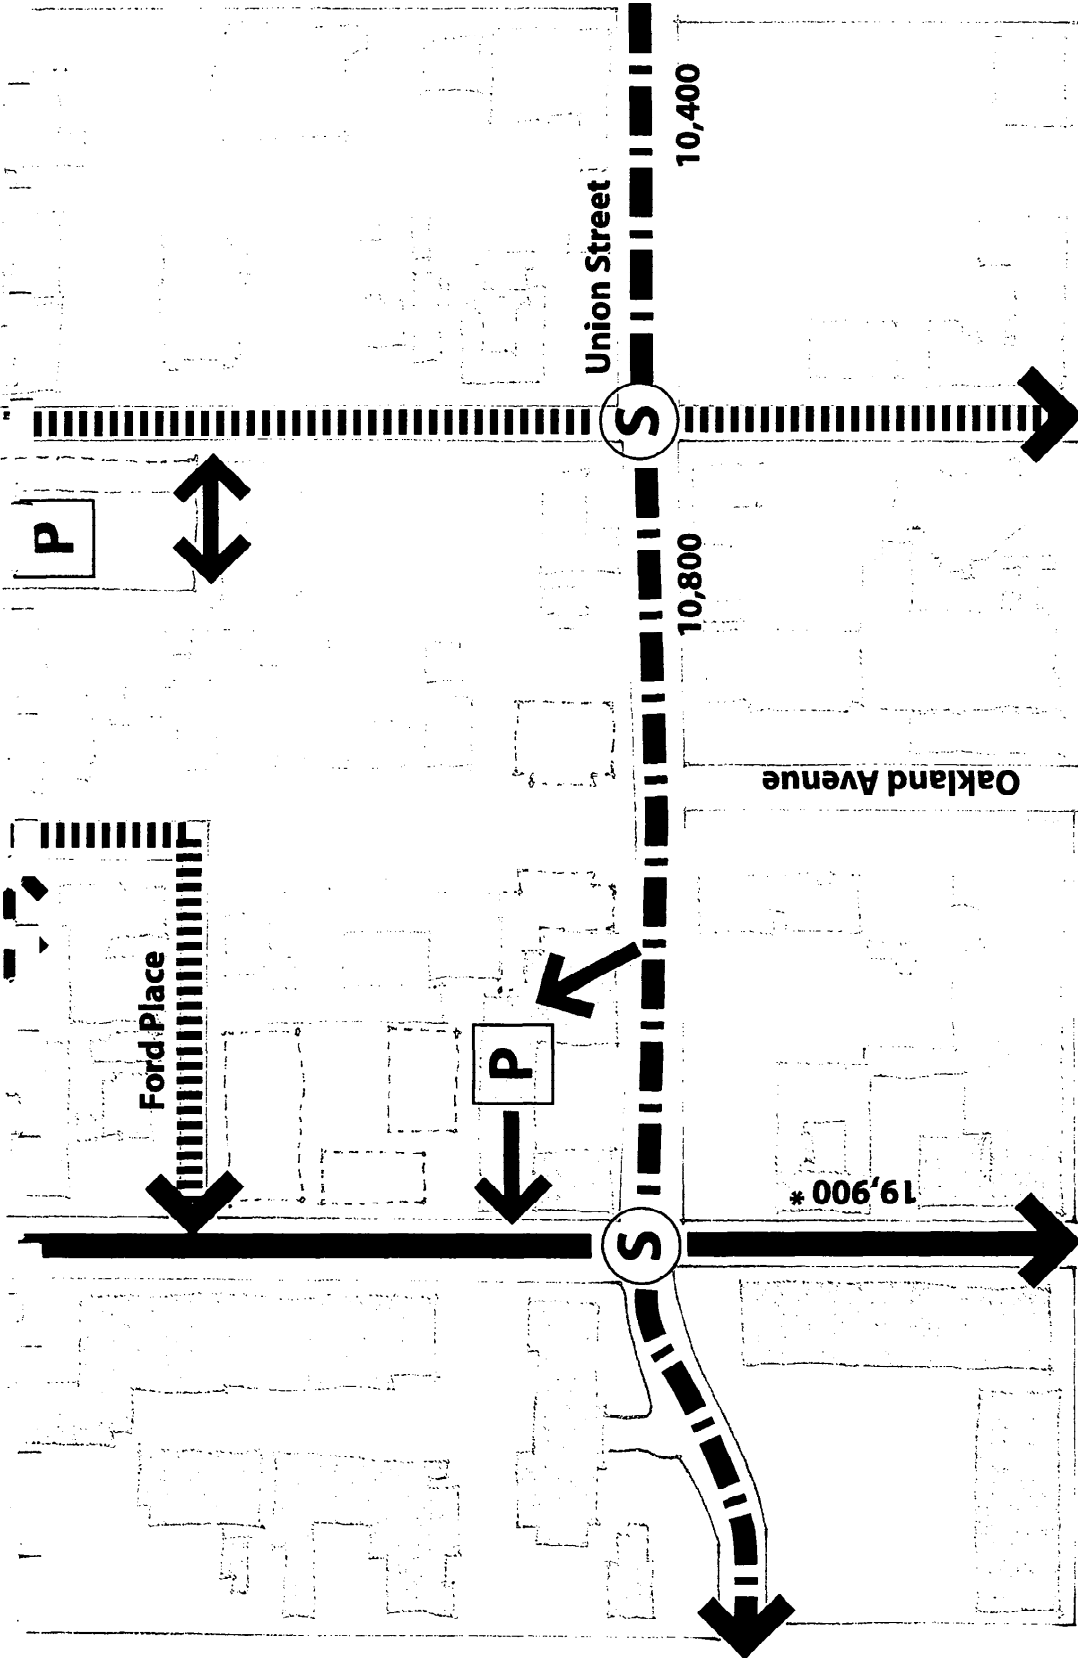 10,400
Union Street
S
P
10,800
Oakland Avenue
Ford Place
P
19,900 *
S